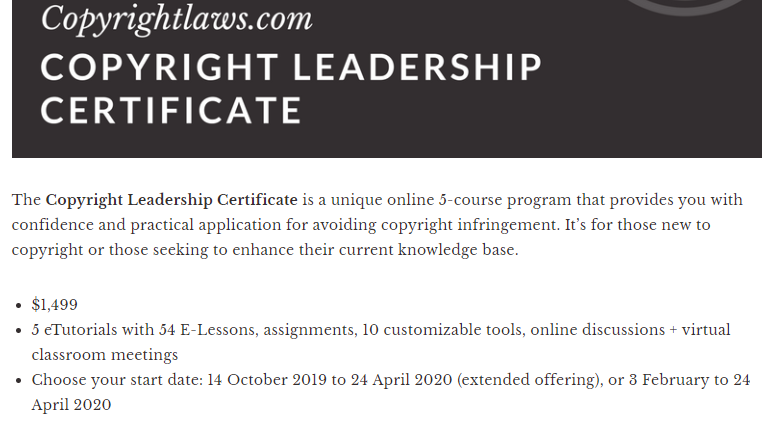 Copyrightlaws.com
COPYRIGHT LEADERSHIP
CERTIFICATE
The Copyright Leadership Certificate is a unique online 5-course program that provides you with
confidence and practical application for avoiding copyright infringement. It’s for those new to
copyright or those seeking to enhance their current knowledge base.
• $1,499
• 5 eTutorials with 54 E-Lessons, assignments, 10 customizable tools, online discussions + virtual
classroom meetings
• Choose your start date: 14 October 2019 to 24 April 2020 (extended offering), or 3 February to 24
April 2020